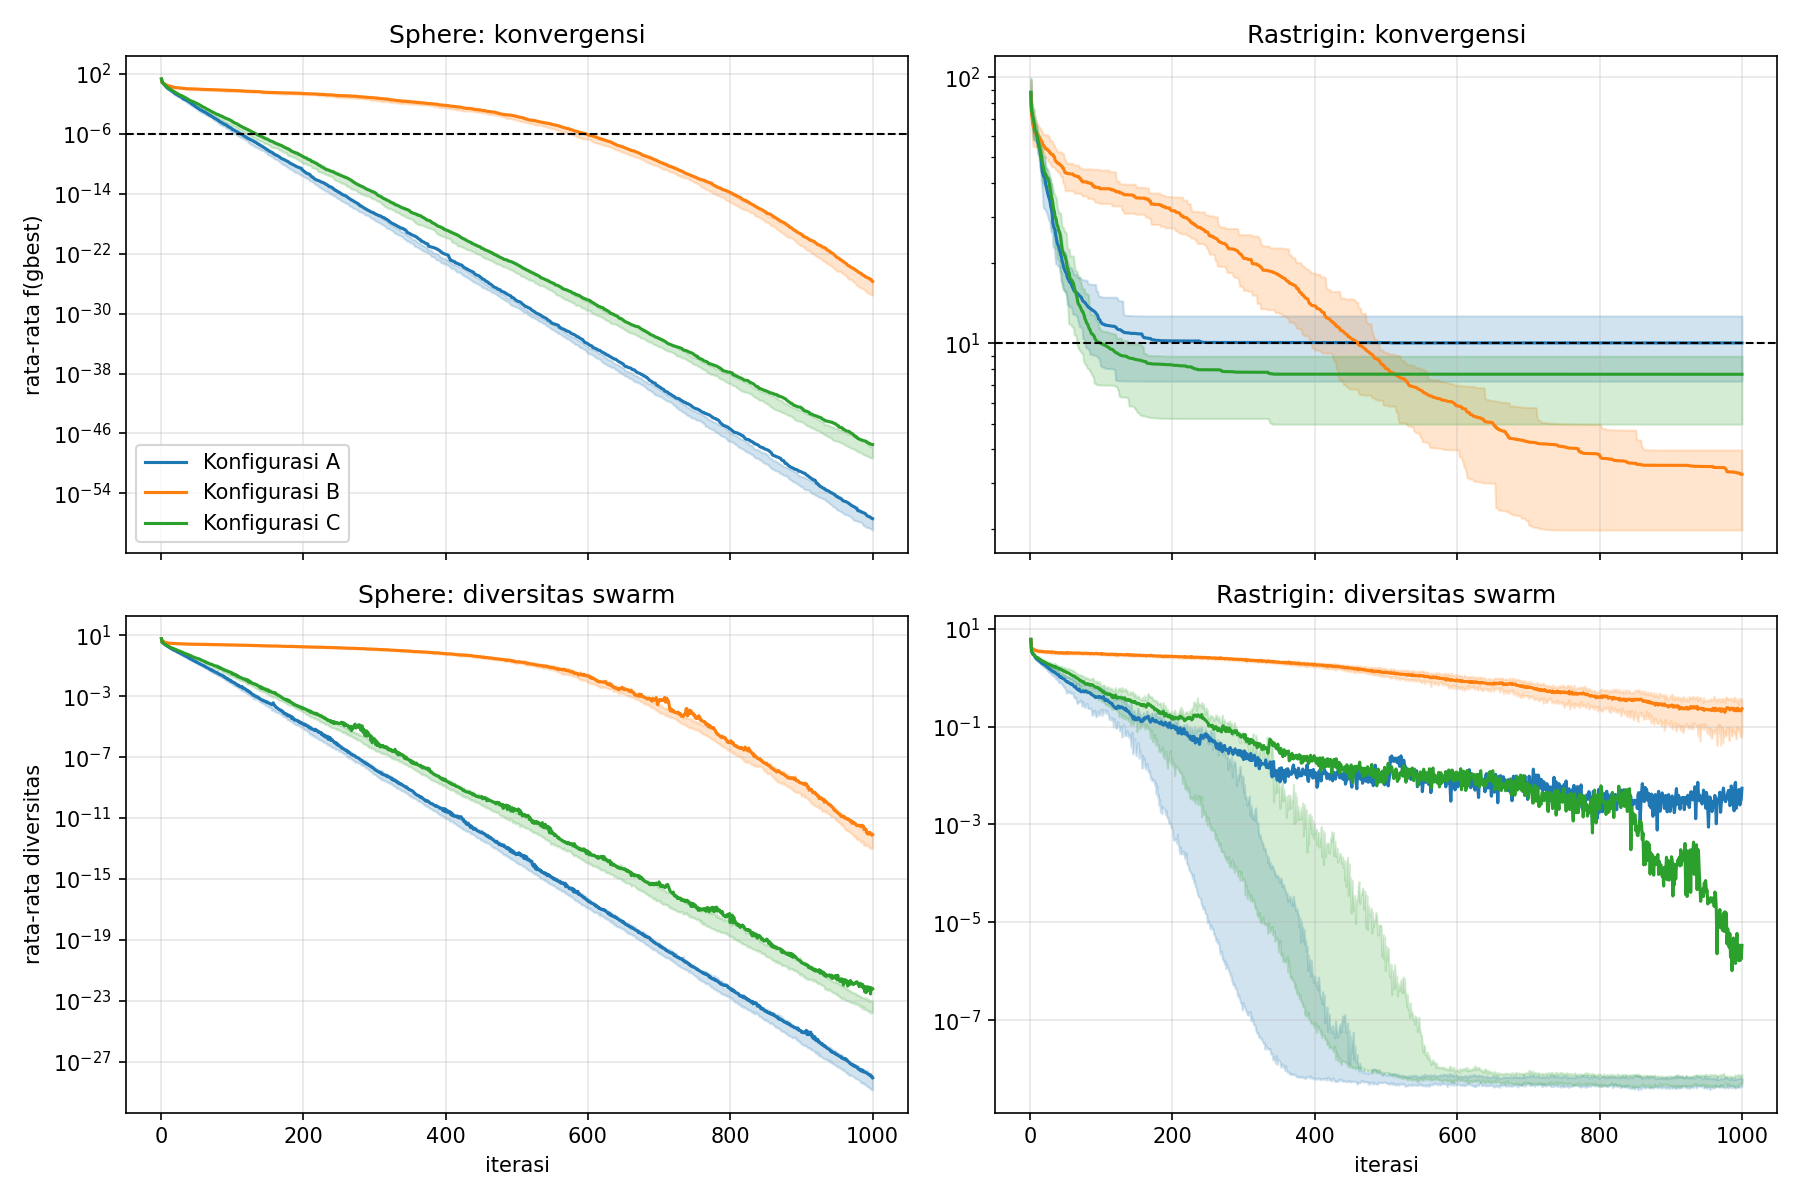 Sphere: konvergensi
rata-rata f(gbest)
10^2
10^-6
10^-14
10^-22
10^-30
10^-38
10^-46
10^-54
Konfigurasi A
Konfigurasi B
Konfigurasi C
Rastrigin: konvergensi
10^2
10^1
Sphere: diversitas swarm
rata-rata diversitas
10^1
10^-3
10^-7
10^-11
10^-15
10^-19
10^-23
10^-27
0 200 400 600 800 1000
iterasi
Rastrigin: diversitas swarm
10^1
10^-1
10^-3
10^-5
10^-7
0 200 400 600 800 1000
iterasi